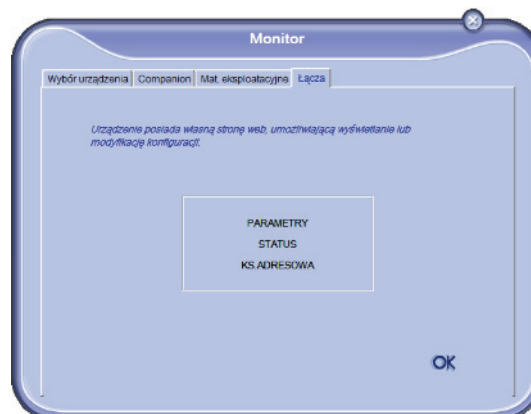 Monitor
Wybór urządzenia Companion Mat. eksploatacyjne Łącza
Urządzenie posiada własną stronę web, umożliwiającą wyświetlanie lub
modyfikację konfiguracji.
PARAMETRY
STATUS
KS.ADRESOWA
OK